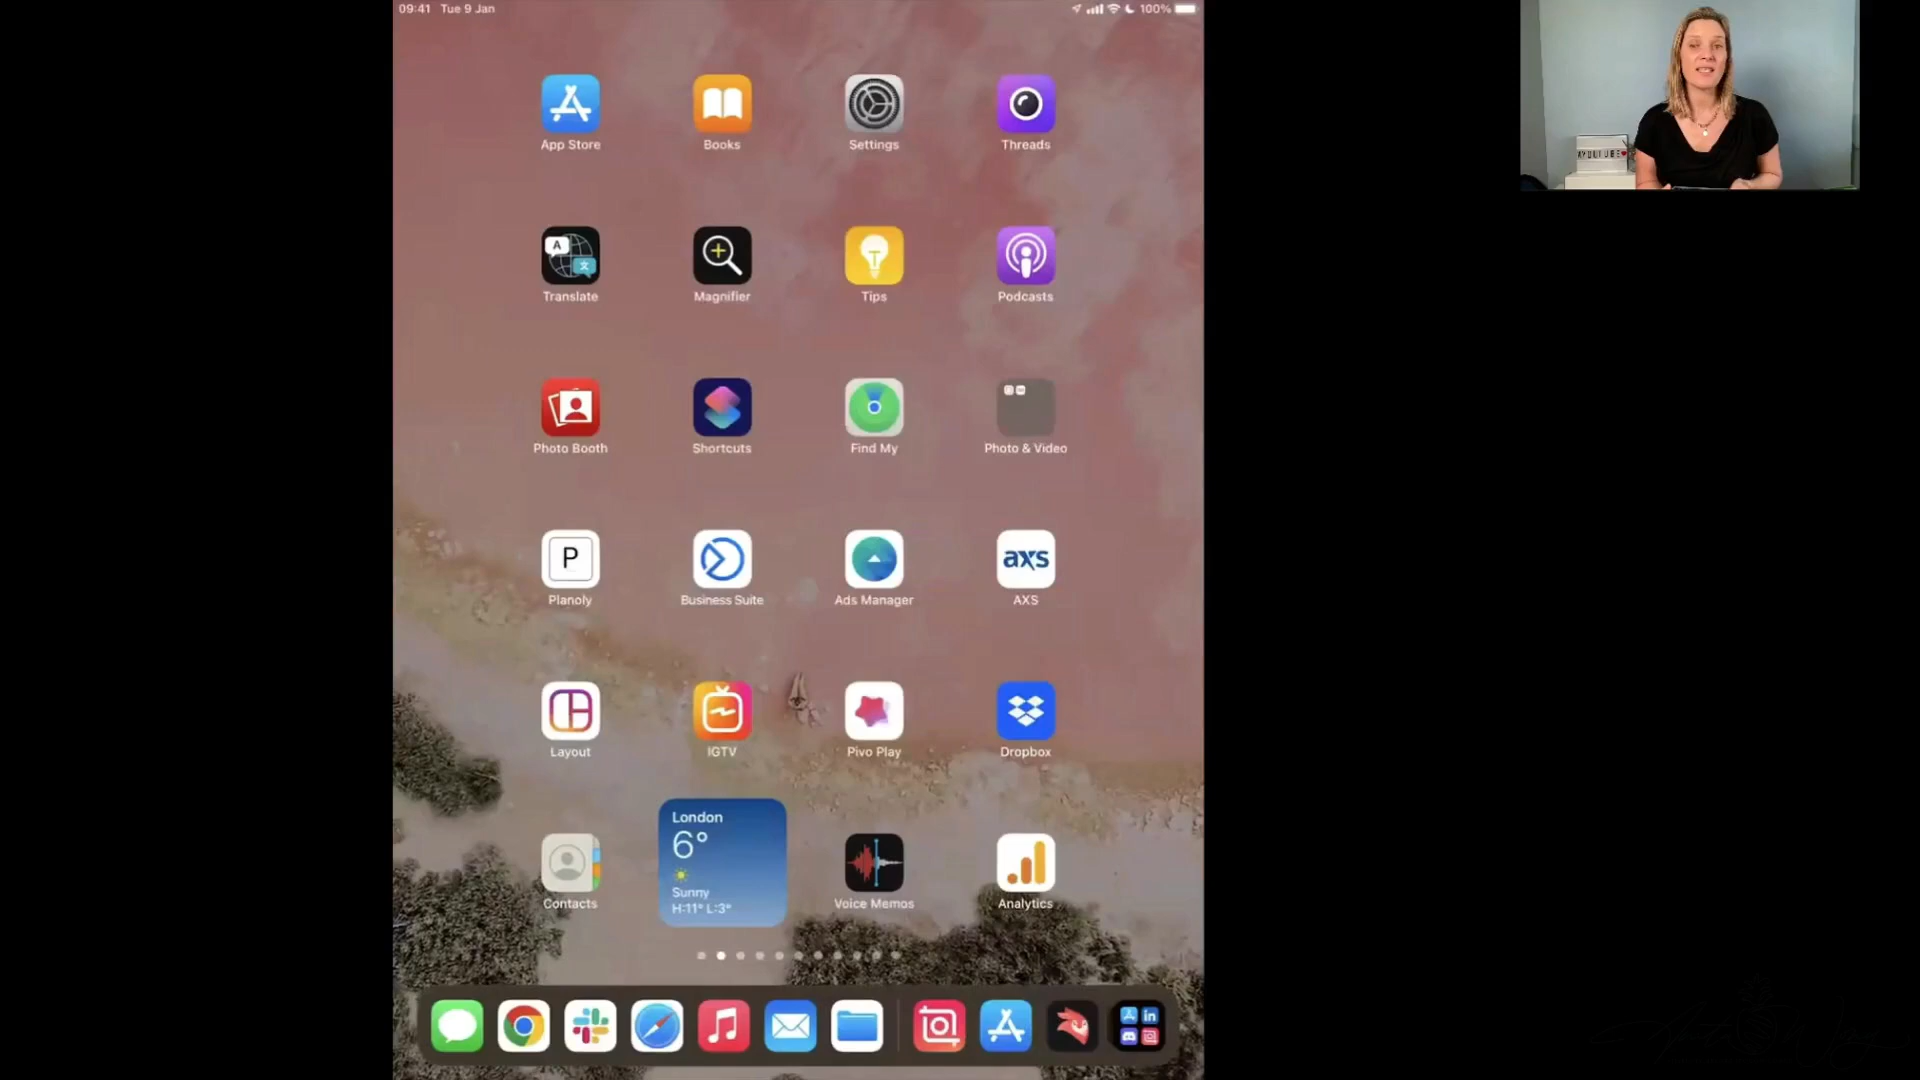 09:41 Tue 9 Jan
100%
App Store
Books
Settings
Threads
A
Translate
Magnifier
Tips
Podcasts
Photo Booth
Shortcuts
Find My
Photo & Video
P
axs
Planoly
Business Suite
Ads Manager
AXS
Layout
IGTV
Pivo Play
Dropbox
London
6°
Sunny
H:11° L:3°
Contacts
Voice Memos
Analytics
in